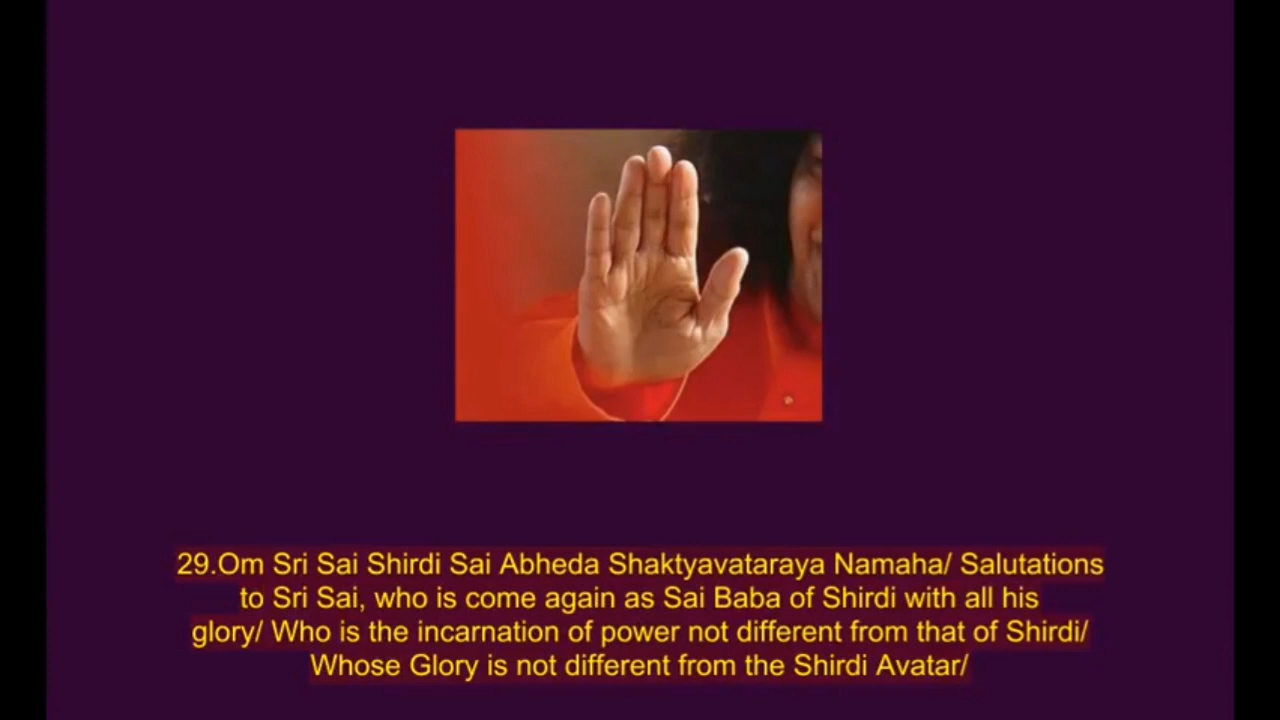 29.Om Sri Sai Shirdi Sai Abheda Shaktyavataraya Namaha/ Salutations
to Sri Sai, who is come again as Sai Baba of Shirdi with all his
glory/ Who is the incarnation of power not different from that of Shirdi/
Whose Glory is not different from the Shirdi Avatar/